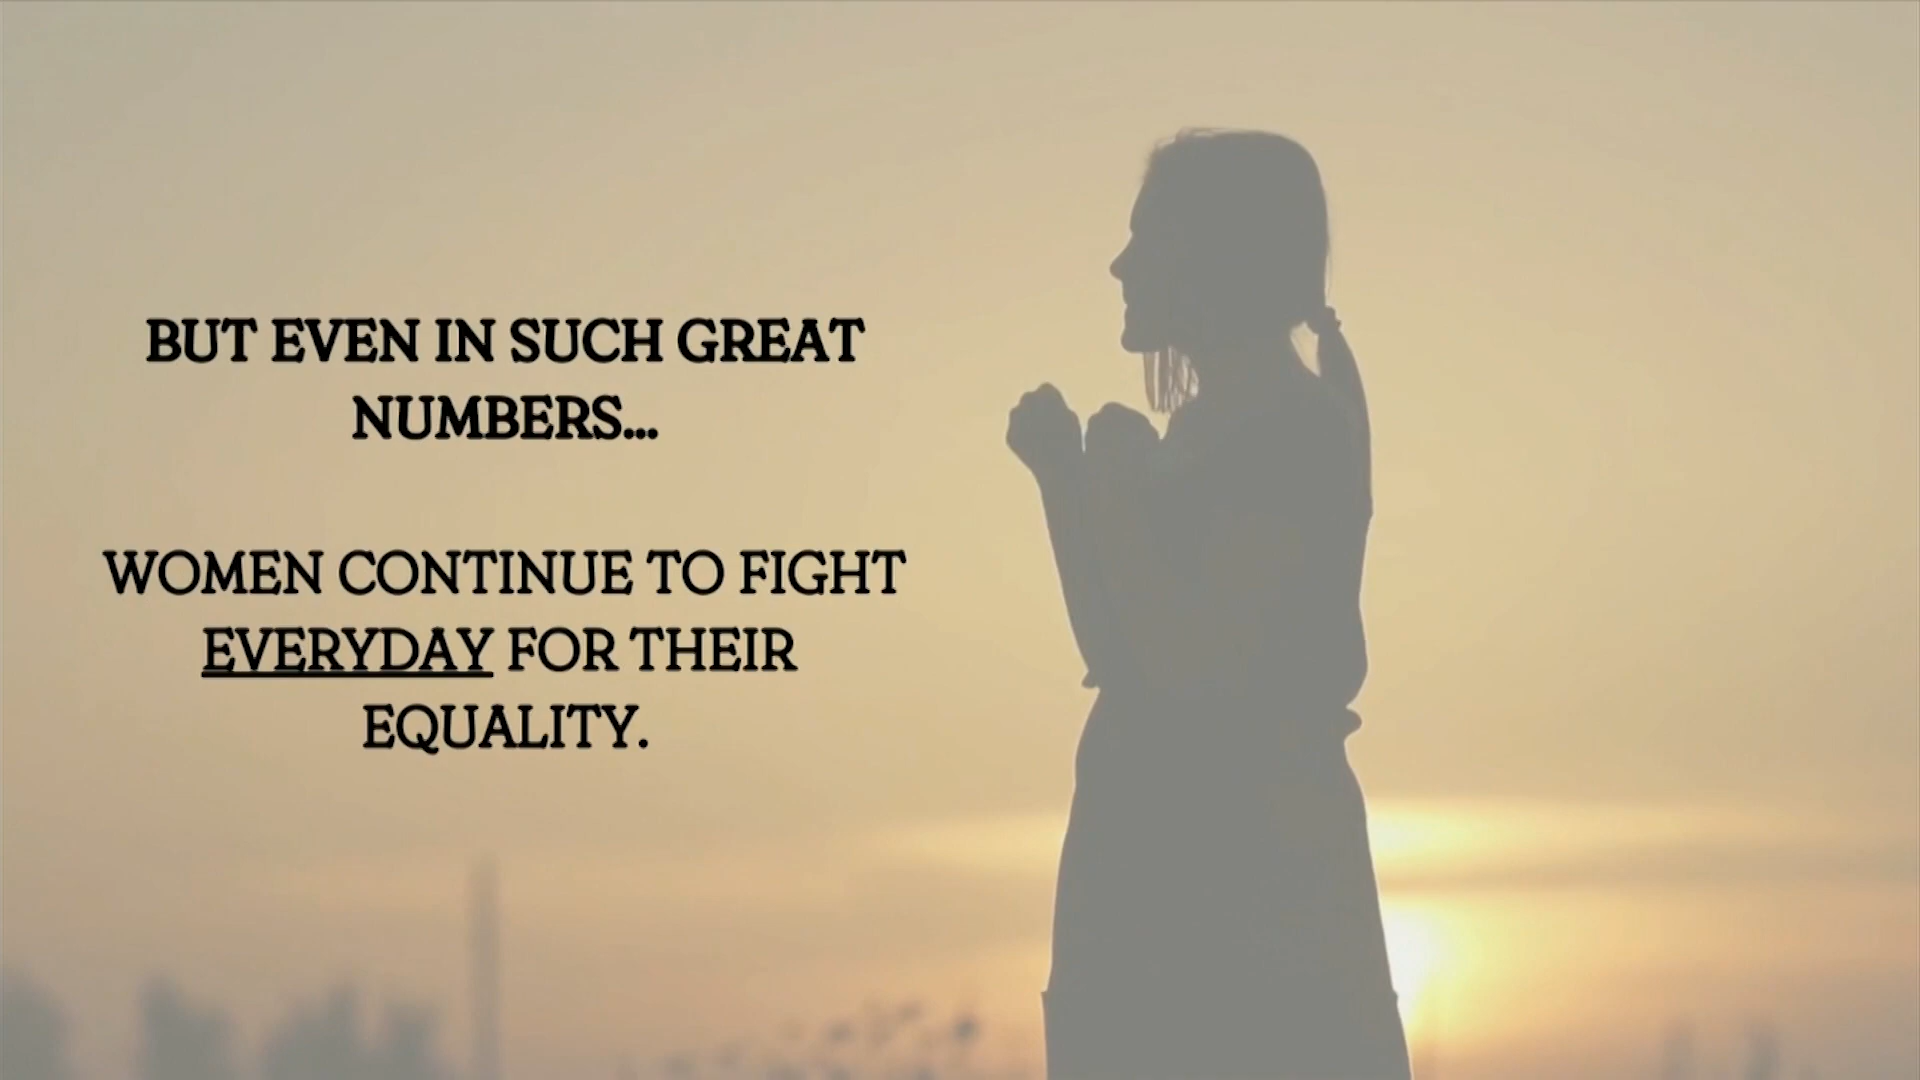 BUT EVEN IN SUCH GREAT
NUMBERS...
WOMEN CONTINUE TO FIGHT
EVERYDAY FOR THEIR
EQUALITY.